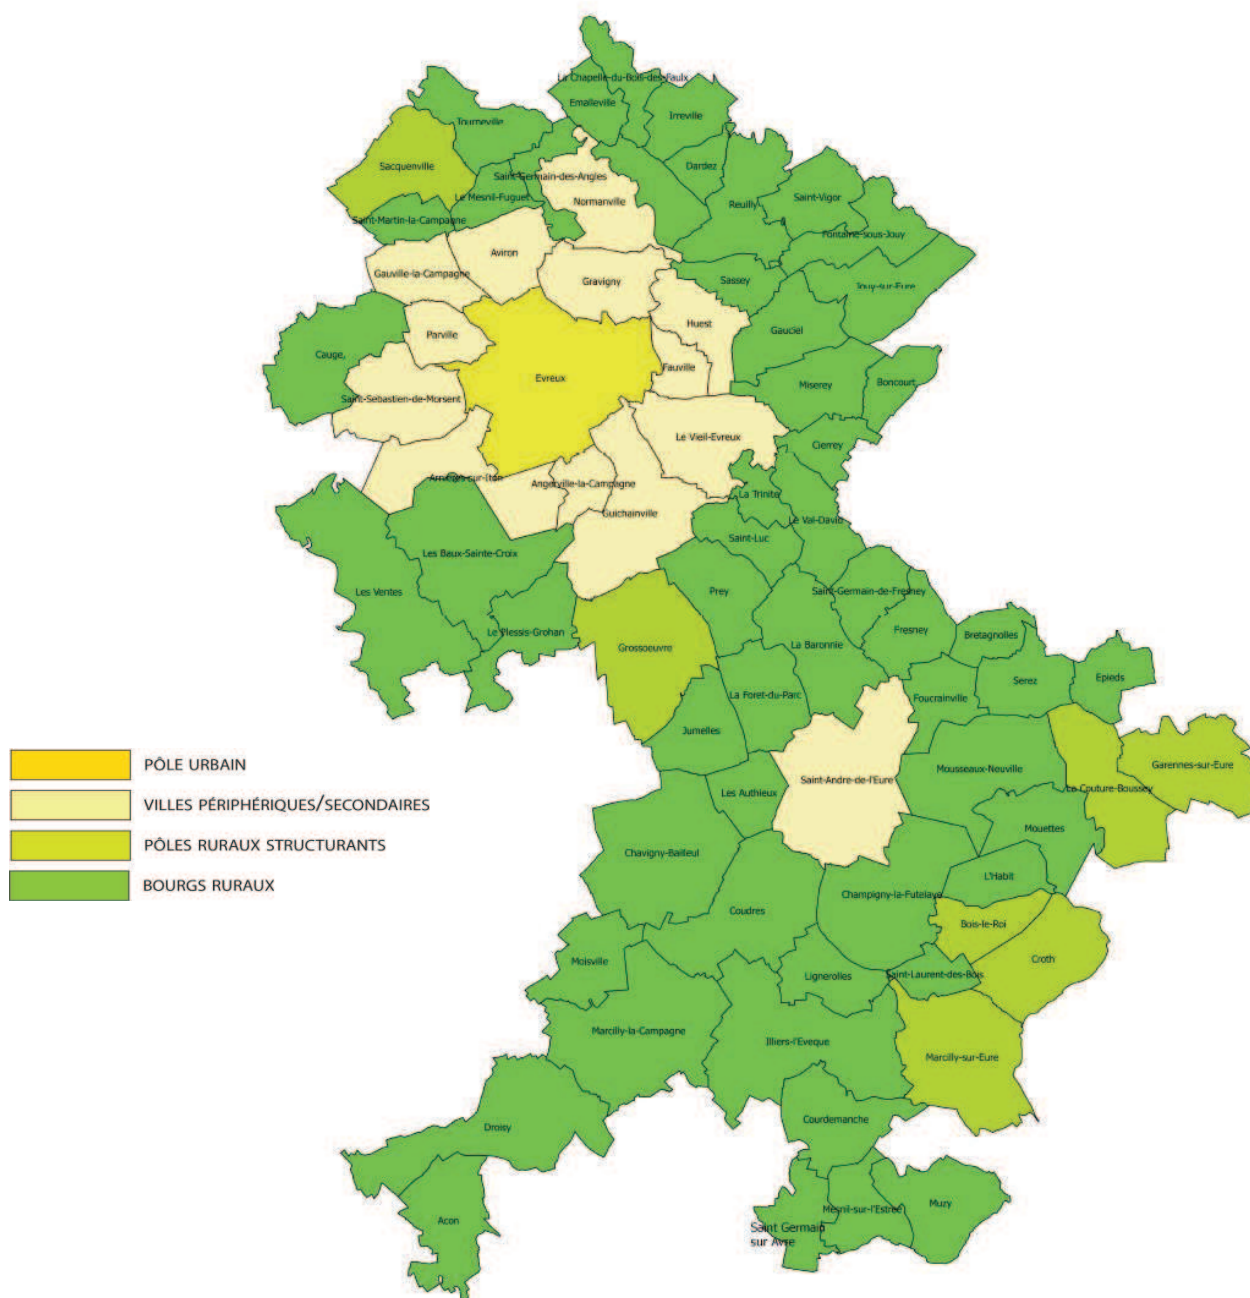 La Chapelle-du-Bois-des-Faulx
Emalleville
Irreville
Tourneville
Sacquenville
Dardez
Saint-Germain-des-Angles
Le Mesnil-Fuguet
Normanville
Reuilly
Saint-Vigor
Saint-Martin-la-Campagne
Fontaine-sous-Jouy
Aviron
Gauville-la-Campagne
Gravigny
Sassey
Jouy-sur-Eure
Huest
Gauciel
Parville
Cauge,
Fauville
Evreux
Miserey
Boncourt
Saint-Sebastien-de-Morsent
Le Vieil-Evreux
Cierrey
Arnieres-sur-Iton
Angerville-la-Campagne
La Trinite
Guichainville
Le Val-David
Saint-Luc
Les Baux-Sainte-Croix
Les Ventes
Prey
Saint-Germain-de-Fresney
Le Plessis-Grohan
Fresney
Bretagnolles
Grossoeuvre
La Baronnie
Serez
Epieds
La Foret-du-Parc
Foucrainville
Jumelles
PÔLE URBAIN
VILLES PÉRIPHÉRIQUES/SECONDAIRES
PÔLES RURAUX STRUCTURANTS
BOURGS RURAUX
Mousseaux-Neuville
Garennes-sur-Eure
Saint-Andre-de-l'Eure
Les Authieux
La Couture-Boussey
Mouettes
Chavigny-Bailleul
L'Habit
Champigny-la-Futelaye
Coudres
Bois-le-Roi
Croth
Moisville
Lignerolles
Saint-Laurent-des-Bois
Marcilly-la-Campagne
Illiers-l'Eveque
Marcilly-sur-Eure
Courdemanche
Droisy
Muzy
Mesnil-sur-l'Estree
Acon
Saint Germain
sur Avre